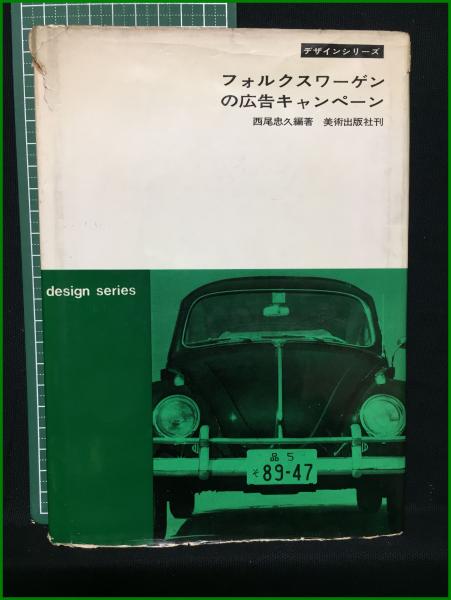 デザインシリーズ
フォルクスワーゲン
の広告キャンペーン
西尾忠久編著 美術出版社刊
design series
品 5
そ 89-47